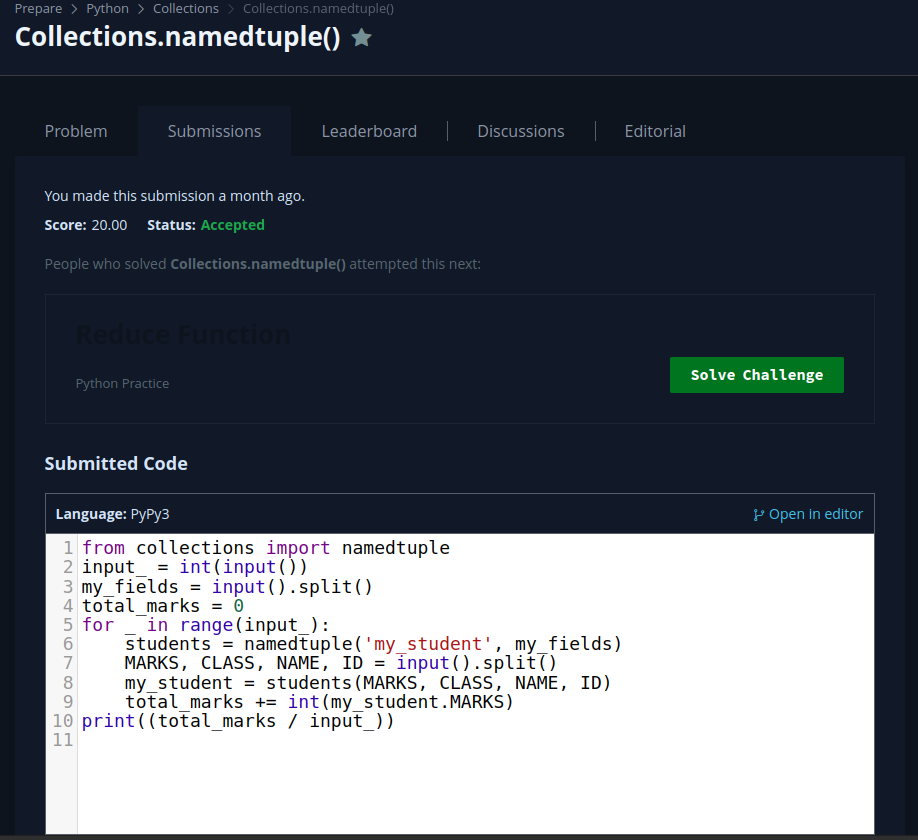 Prepare > Python > Collections > Collections.namedtuple()
Collections.namedtuple()
Problem Submissions Leaderboard Discussions Editorial
You made this submission a month ago.
Score: 20.00 Status: Accepted
People who solved Collections.namedtuple() attempted this next:
Reduce Function
Python Practice
Solve Challenge
Submitted Code
Language: PyPy3 Open in editor
1 from collections import namedtuple
2 input_ = int(input())
3 my_fields = input().split()
4 total_marks = 0
5 for _ in range(input_):
6     students = namedtuple('my_student', my_fields)
7     MARKS, CLASS, NAME, ID = input().split()
8     my_student = students(MARKS, CLASS, NAME, ID)
9     total_marks += int(my_student.MARKS)
10 print((total_marks / input_))
11